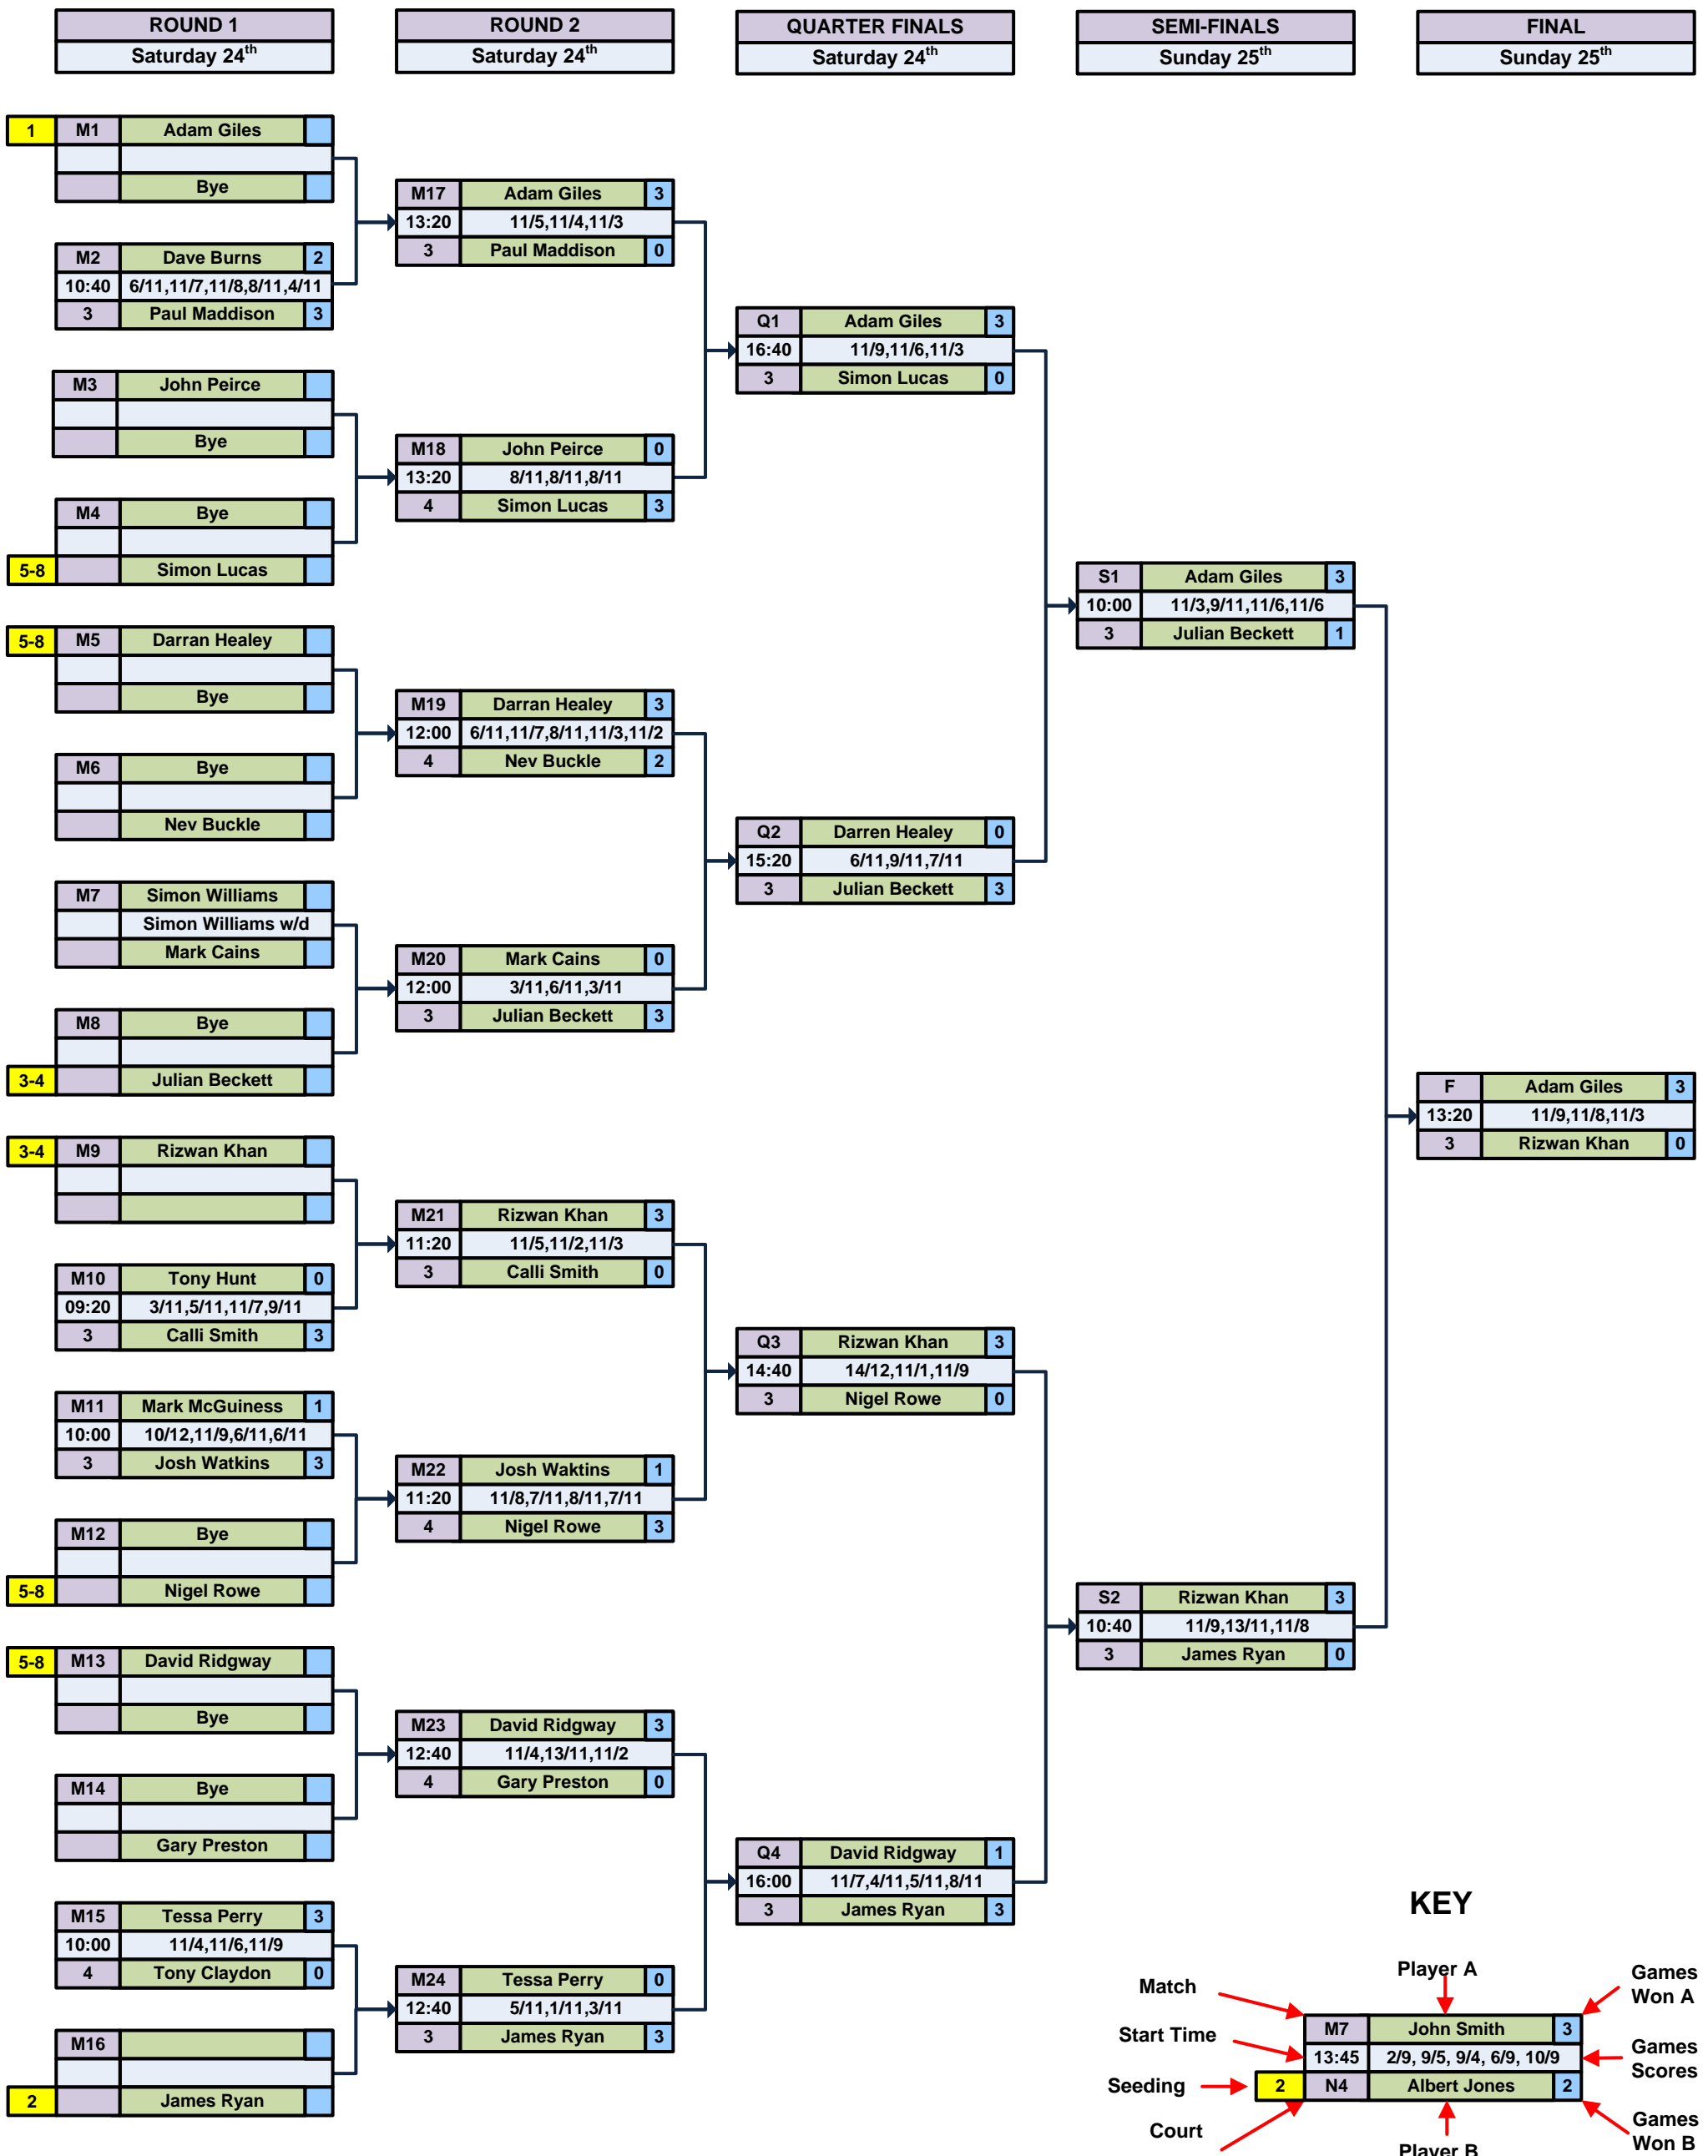 ROUND 1
Saturday 24th
ROUND 2
Saturday 24th
QUARTER FINALS
Saturday 24th
SEMI-FINALS
Sunday 25th
FINAL
Sunday 25th
1 M1 Adam Giles
Bye
M2 Dave Burns 2
10:40 6/11,11/7,11/8,8/11,4/11
3 Paul Maddison 3
M3 John Peirce
Bye
M4 Bye
5-8 Simon Lucas
5-8 M5 Darran Healey
Bye
M6 Bye
Nev Buckle
M7 Simon Williams
Simon Williams w/d
Mark Cains
M8 Bye
3-4 Julian Beckett
3-4 M9 Rizwan Khan
M10 Tony Hunt 0
09:20 3/11,5/11,11/7,9/11
3 Calli Smith 3
M11 Mark McGuiness 1
10:00 10/12,11/9,6/11,6/11
3 Josh Watkins 3
M12 Bye
5-8 Nigel Rowe
5-8 M13 David Ridgway
Bye
M14 Bye
Gary Preston
M15 Tessa Perry 3
10:00 11/4,11/6,11/9
4 Tony Claydon 0
M16
2 James Ryan
M17 Adam Giles 3
13:20 11/5,11/4,11/3
3 Paul Maddison 0
M18 John Peirce 0
13:20 8/11,8/11,8/11
4 Simon Lucas 3
M19 Darran Healey 3
12:00 6/11,11/7,8/11,11/3,11/2
4 Nev Buckle 2
M20 Mark Cains 0
12:00 3/11,6/11,3/11
3 Julian Beckett 3
M21 Rizwan Khan 3
11:20 11/5,11/2,11/3
3 Calli Smith 0
M22 Josh Waktins 1
11:20 11/8,7/11,8/11,7/11
4 Nigel Rowe 3
M23 David Ridgway 3
12:40 11/4,13/11,11/2
4 Gary Preston 0
M24 Tessa Perry 0
12:40 5/11,1/11,3/11
3 James Ryan 3
Q1 Adam Giles 3
16:40 11/9,11/6,11/3
3 Simon Lucas 0
Q2 Darren Healey 0
15:20 6/11,9/11,7/11
3 Julian Beckett 3
Q3 Rizwan Khan 3
14:40 14/12,11/1,11/9
3 Nigel Rowe 0
Q4 David Ridgway 1
16:00 11/7,4/11,5/11,8/11
3 James Ryan 3
S1 Adam Giles 3
10:00 11/3,9/11,11/6,11/6
3 Julian Beckett 1
S2 Rizwan Khan 3
10:40 11/9,13/11,11/8
3 James Ryan 0
F Adam Giles 3
13:20 11/9,11/8,11/3
3 Rizwan Khan 0
KEY
Match
Player A
Games
Won A
Start Time
M7 John Smith 3
13:45 2/9, 9/5, 9/4, 6/9, 10/9
Games
Scores
Seeding
2 N4 Albert Jones 2
Court
Player B
Games
Won B